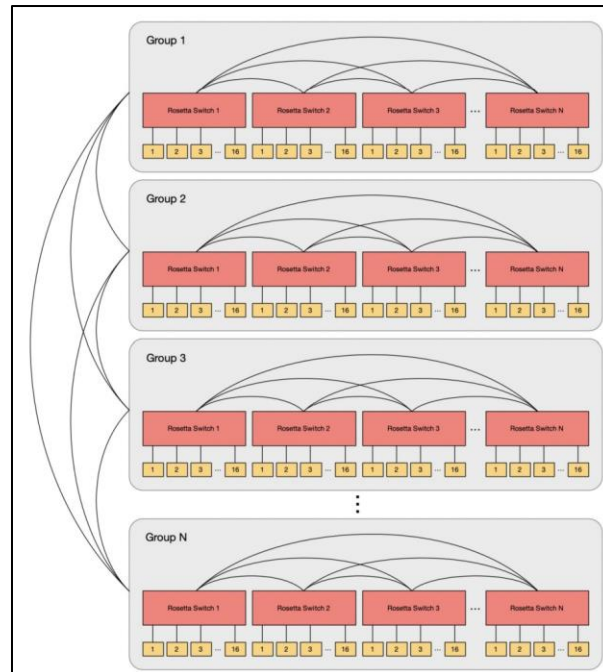 Group 1
Rosetta Switch 1 Rosetta Switch 2 Rosetta Switch 3 ... Rosetta Switch N
1 2 3 ... 16 1 2 3 ... 16 1 2 3 ... 16 1 2 3 ... 16
Group 2
Rosetta Switch 1 Rosetta Switch 2 Rosetta Switch 3 ... Rosetta Switch N
1 2 3 ... 16 1 2 3 ... 16 1 2 3 ... 16 1 2 3 ... 16
Group 3
Rosetta Switch 1 Rosetta Switch 2 Rosetta Switch 3 ... Rosetta Switch N
1 2 3 ... 16 1 2 3 ... 16 1 2 3 ... 16 1 2 3 ... 16
Group N
Rosetta Switch 1 Rosetta Switch 2 Rosetta Switch 3 ... Rosetta Switch N
1 2 3 ... 16 1 2 3 ... 16 1 2 3 ... 16 1 2 3 ... 16